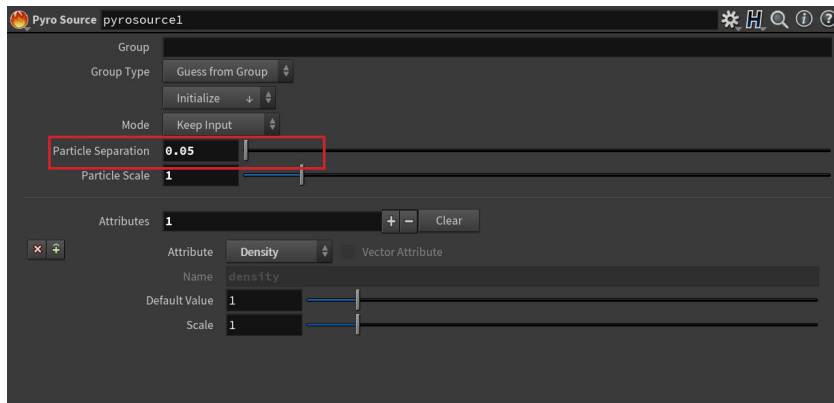 Pyro Source pyrosource1
Group
Group Type Guess from Group
Initialize
Mode Keep Input
Particle Separation 0.05
Particle Scale 1
Attributes 1 + - Clear
Attribute Density Vector Attribute
Name density
Default Value 1
Scale 1